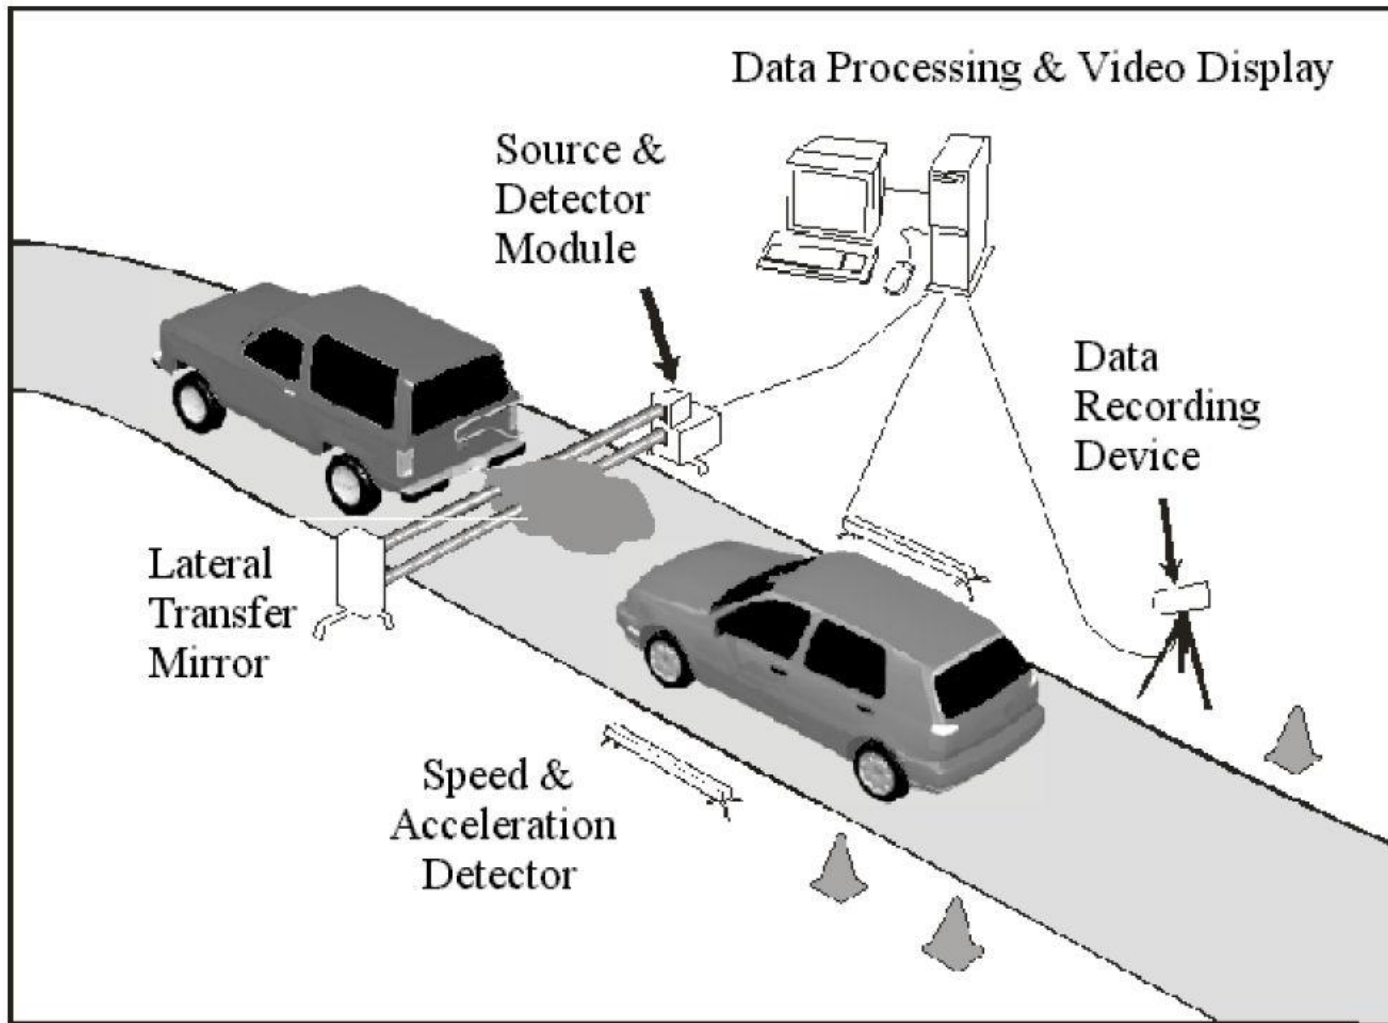 Data Processing & Video Display
Source &
Detector
Module
Data
Recording
Device
Lateral
Transfer
Mirror
Speed &
Acceleration
Detector